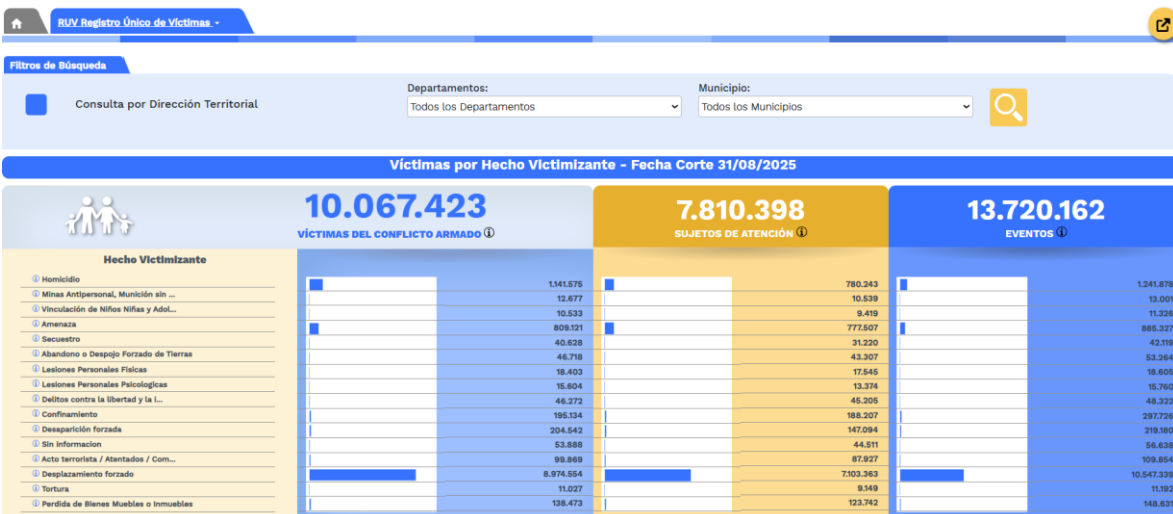 RUV Registro Único de Víctimas -
Filtros de Búsqueda
Consulta por Dirección Territorial
Departamentos:
Todos los Departamentos
Municipio:
Todos los Municipios
Víctimas por Hecho Victimizante - Fecha Corte 31/08/2025
10.067.423
VÍCTIMAS DEL CONFLICTO ARMADO
7.810.398
SUJETOS DE ATENCIÓN
13.720.162
EVENTOS
Hecho Victimizante
Homicidio 1.141.575 780.243 1.241.878
Minas Antipersonal, Munición sin ... 12.677 10.539 13.001
Vinculación de Niños Niñas y Adol... 10.533 9.419 11.326
Amenaza 809.121 777.507 885.327
Secuestro 40.628 31.220 42.119
Abandono o Despojo Forzado de Tierras 46.718 43.307 53.264
Lesiones Personales Fisicas 18.403 17.545 18.605
Lesiones Personales Psicologicas 15.604 13.374 15.760
Delitos contra la libertad y la i... 46.272 45.205 48.322
Confinamiento 195.134 188.207 297.726
Desaparición forzada 204.542 147.094 219.180
Sin Informacion 53.888 44.511 56.638
Acto terrorista / Atentados / Com... 99.869 87.927 109.854
Desplazamiento forzado 8.974.554 7.103.363 10.547.339
Tortura 11.027 9.149 11.192
Perdida de Bienes Muebles o Inmuebles 138.473 123.742 148.631